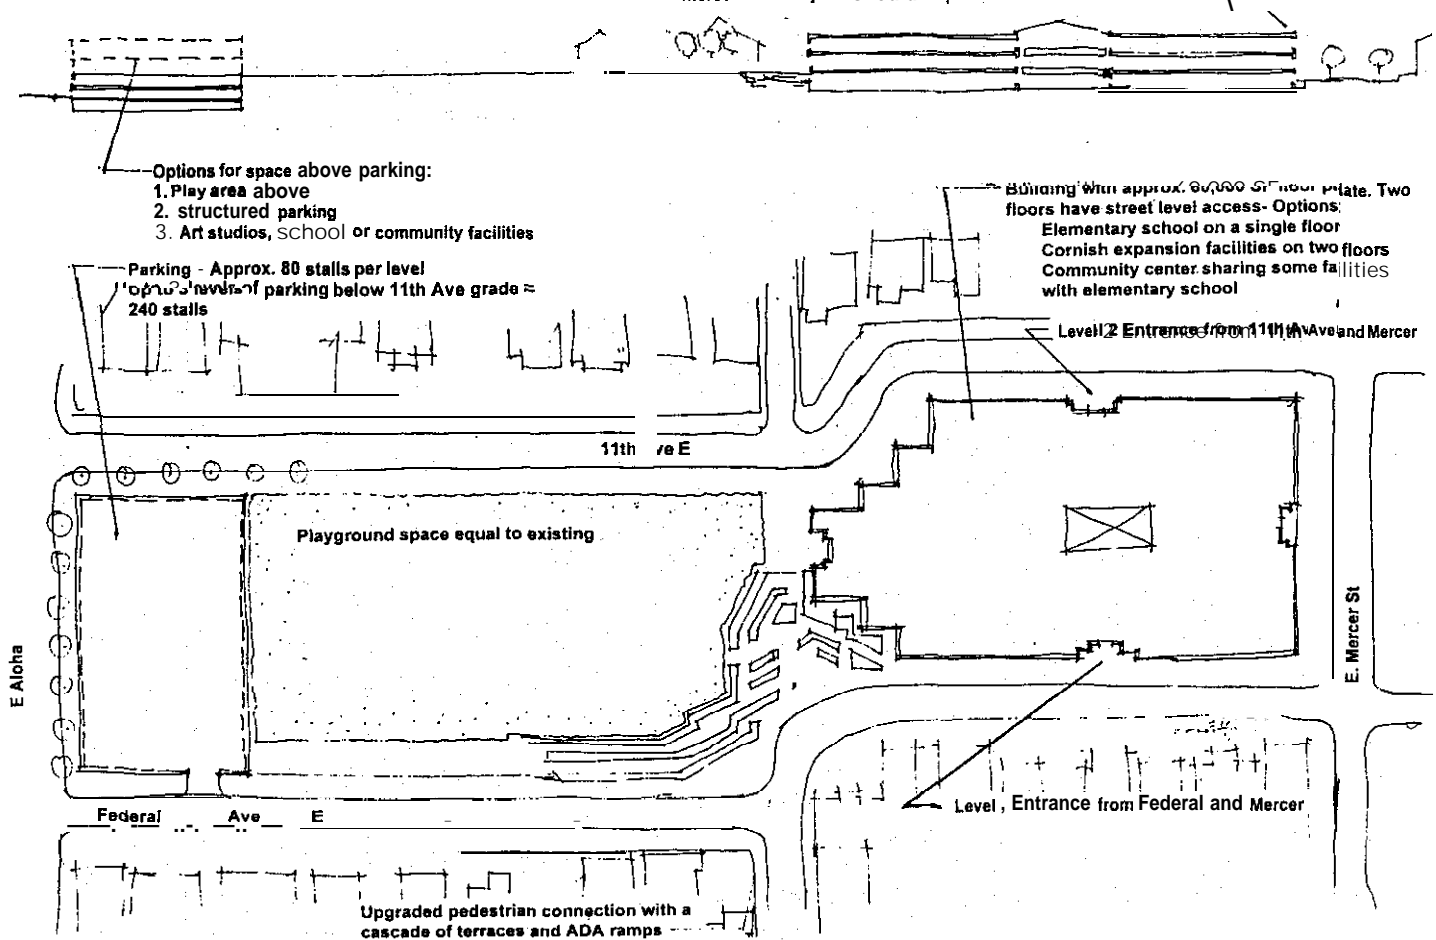 Options for space above parking:
1. Play area above
2. structured parking
3. Art studios, school or community facilities
Building with approx. floor plate. Two
floors have street level access- Options:
Elementary school on a single floor
Cornish expansion facilities on two floors
Community center sharing some facilities
with elementary school
Parking - Approx. 80 stalls per level
of parking below 11th Ave grade =
240 stalls
Level 2 Entrance from 11th Ave and Mercer
11th ve E
Playground space equal to existing
E Aloha
E. Mercer St
Level , Entrance from Federal and Mercer
Federal Ave E
Upgraded pedestrian connection with a
cascade of terraces and ADA ramps